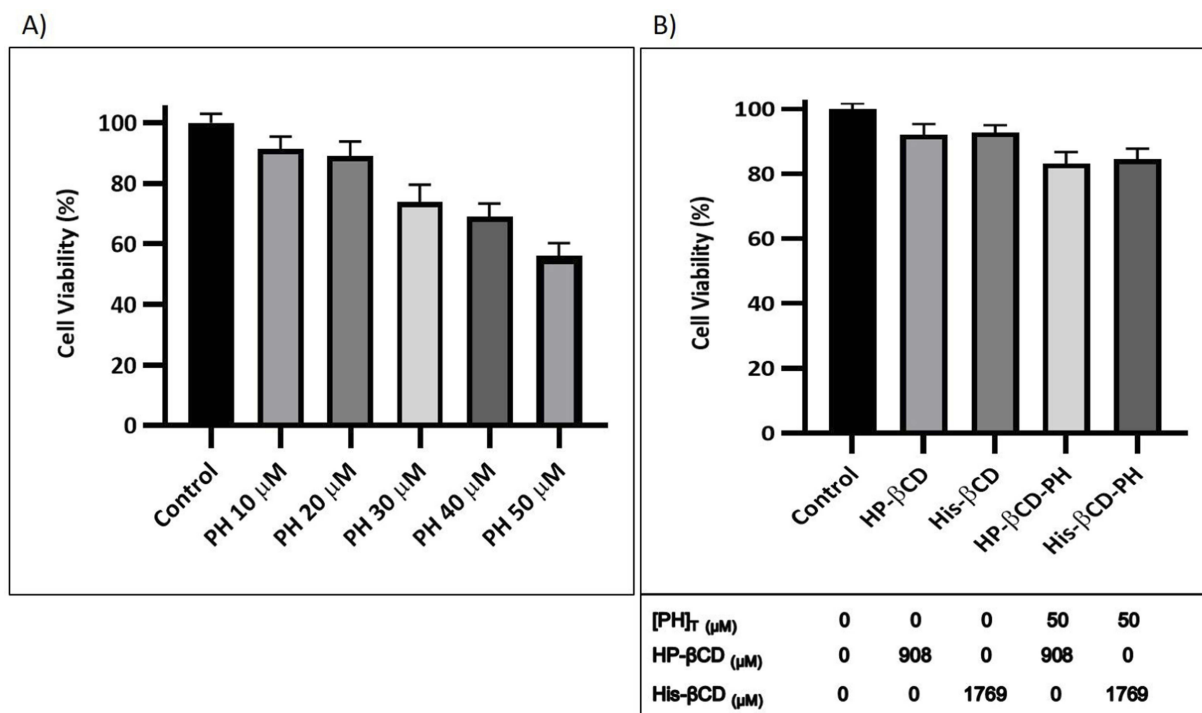 A)
Cell Viability (%)
100
80
60
40
20
0
Control
PH 10 μM
PH 20 μM
PH 30 μM
PH 40 μM
PH 50 μM
B)
Cell Viability (%)
100
80
60
40
20
0
Control
HP-βCD
His-βCD
HP-βCD-PH
His-βCD-PH
[PH]T (μM) 0 0 0 50 50
HP-βCD (μM) 0 908 0 908 0
His-βCD (μM) 0 0 1769 0 1769